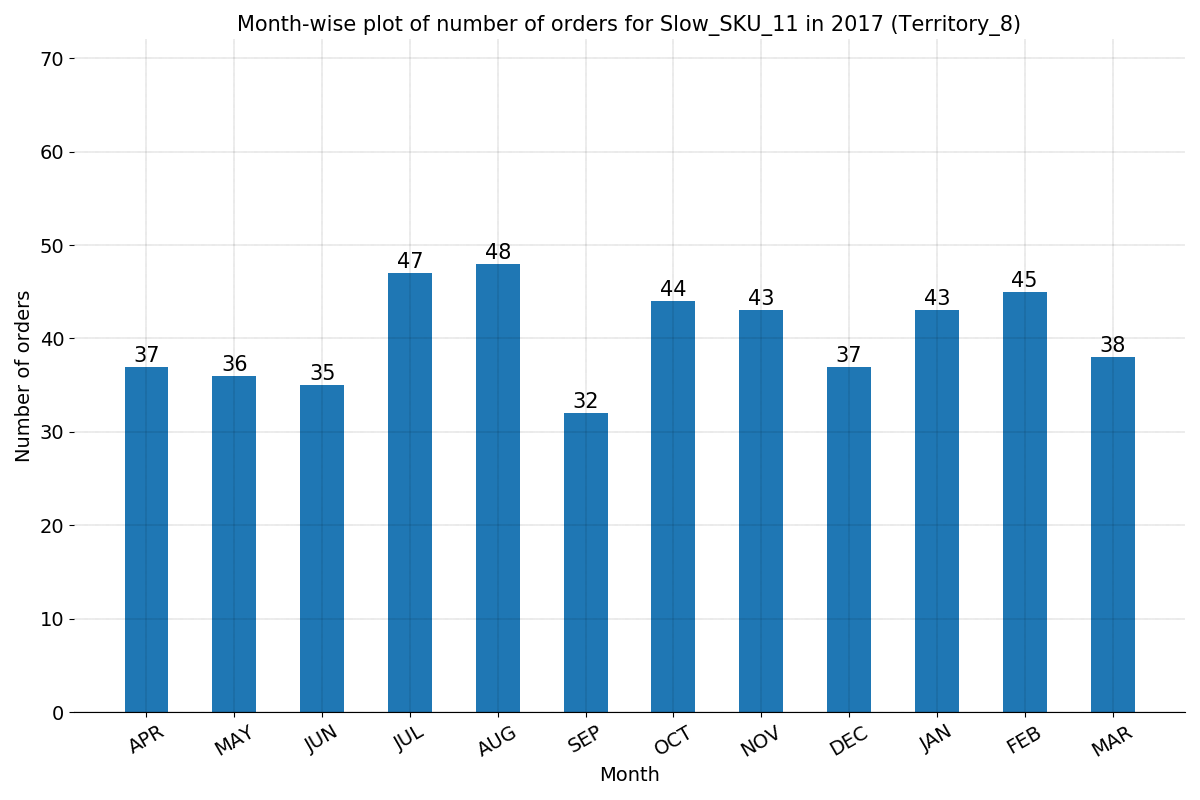 Month-wise plot of number of orders for Slow_SKU_11 in 2017 (Territory_8)
70
60
50
40
30
20
10
0
Number of orders
37
36
35
47
48
32
44
43
37
43
45
38
APR
MAY
JUN
JUL
AUG
SEP
OCT
NOV
DEC
JAN
FEB
MAR
Month